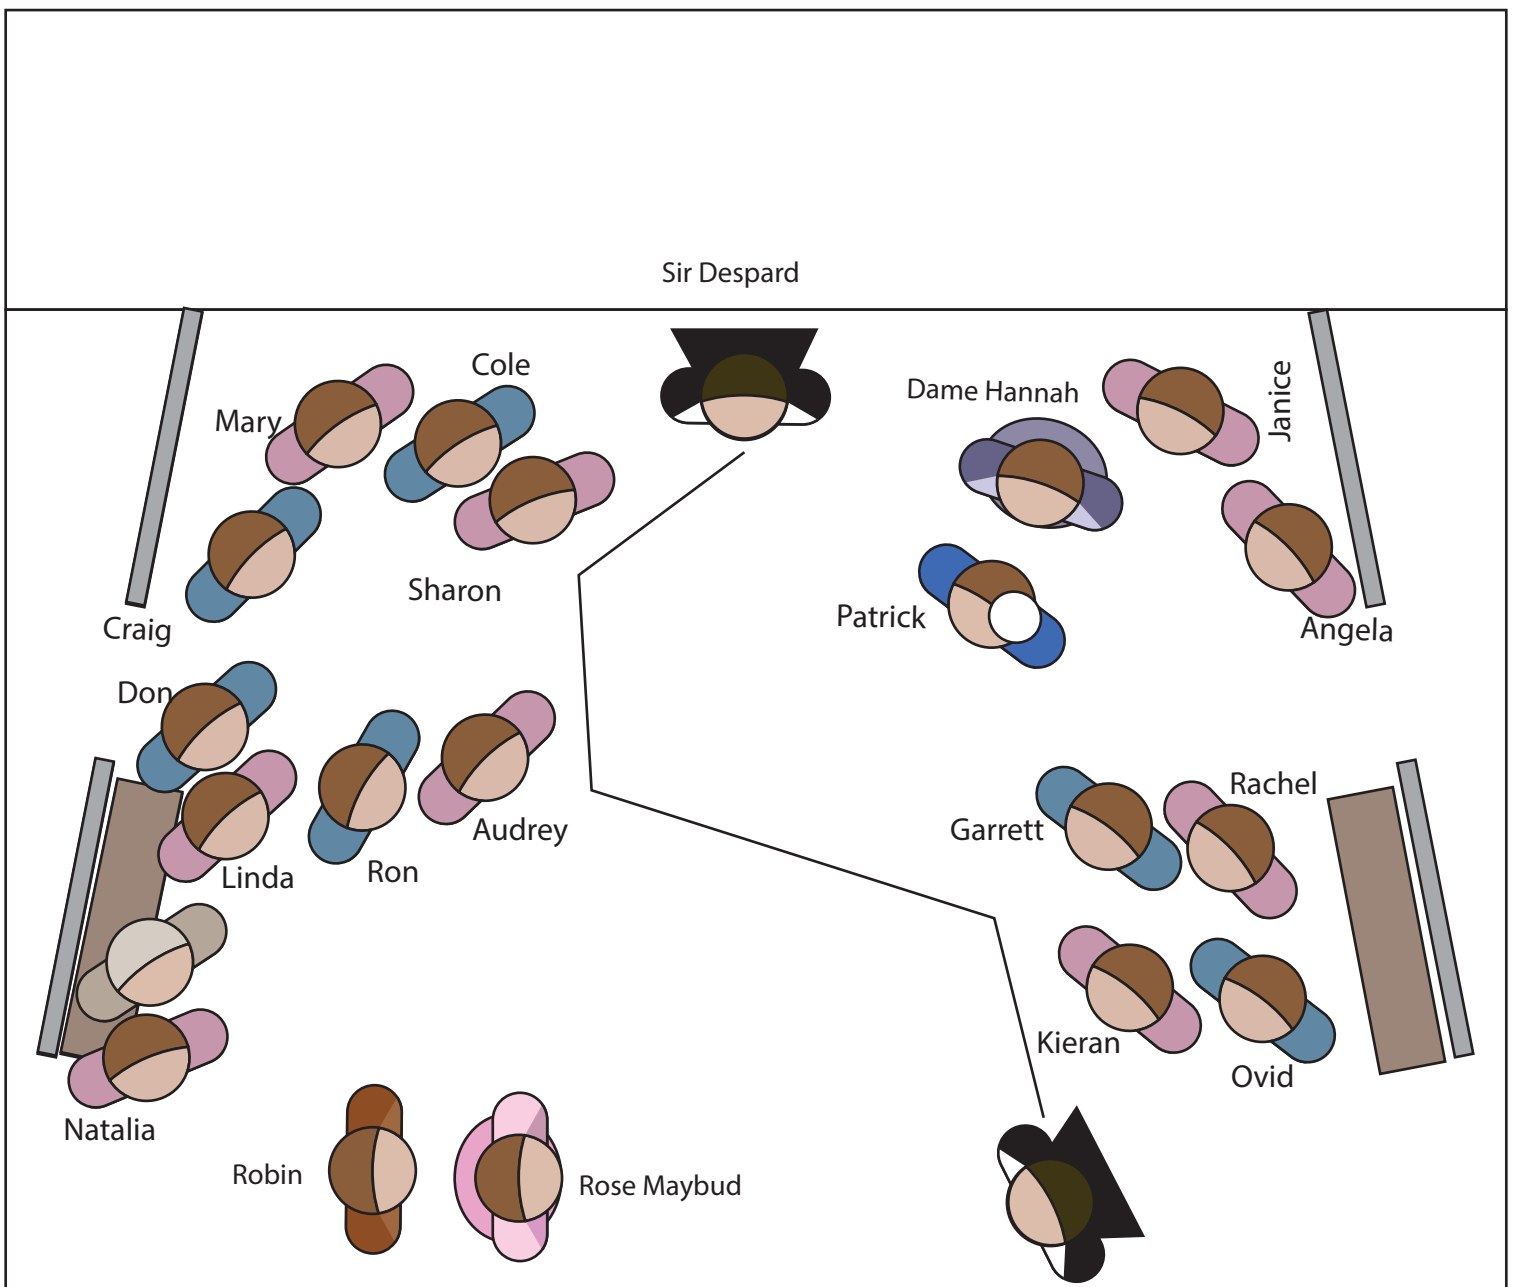 Sir Despard
Cole
Dame Hannah
Janice
Mary
Sharon
Patrick
Craig
Angela
Don
Rachel
Audrey
Garrett
Linda
Ron
Kieran
Ovid
Natalia
Robin
Rose Maybud